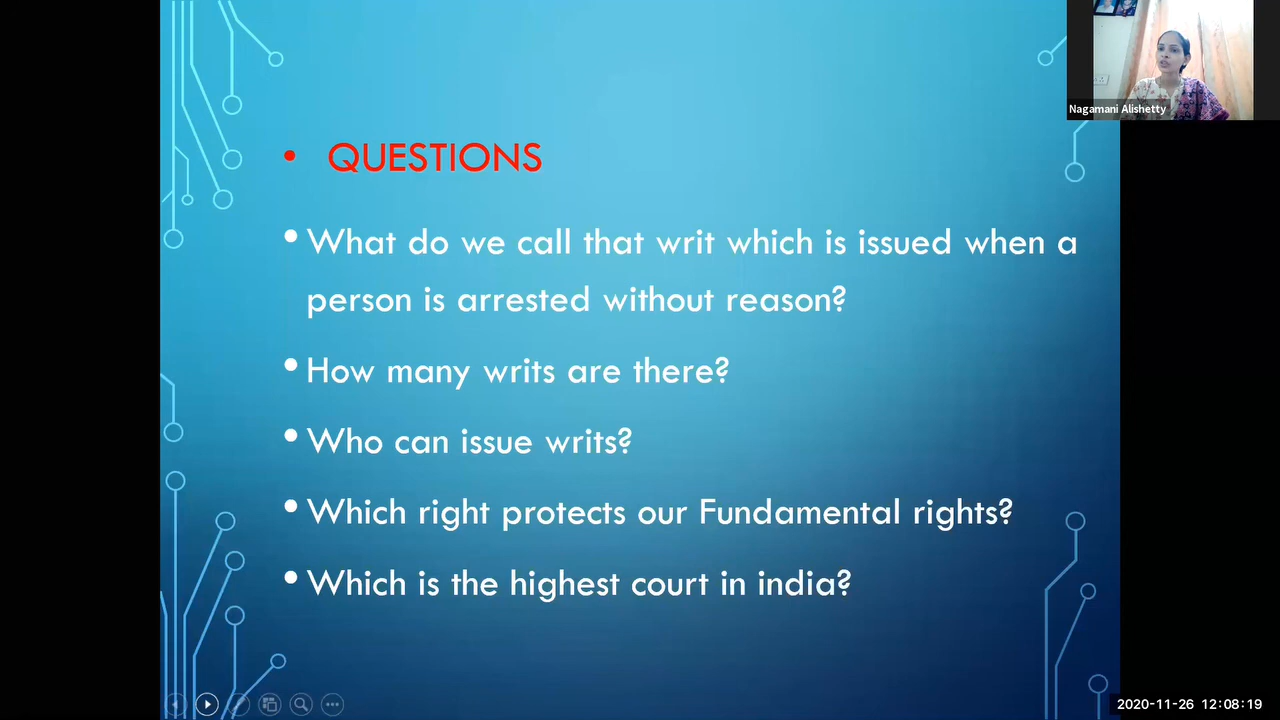 Nagamani Alishetty
• QUESTIONS
• What do we call that writ which is issued when a
person is arrested without reason?
• How many writs are there?
• Who can issue writs?
• Which right protects our Fundamental rights?
• Which is the highest court in india?
2020-11-26 12:08:19